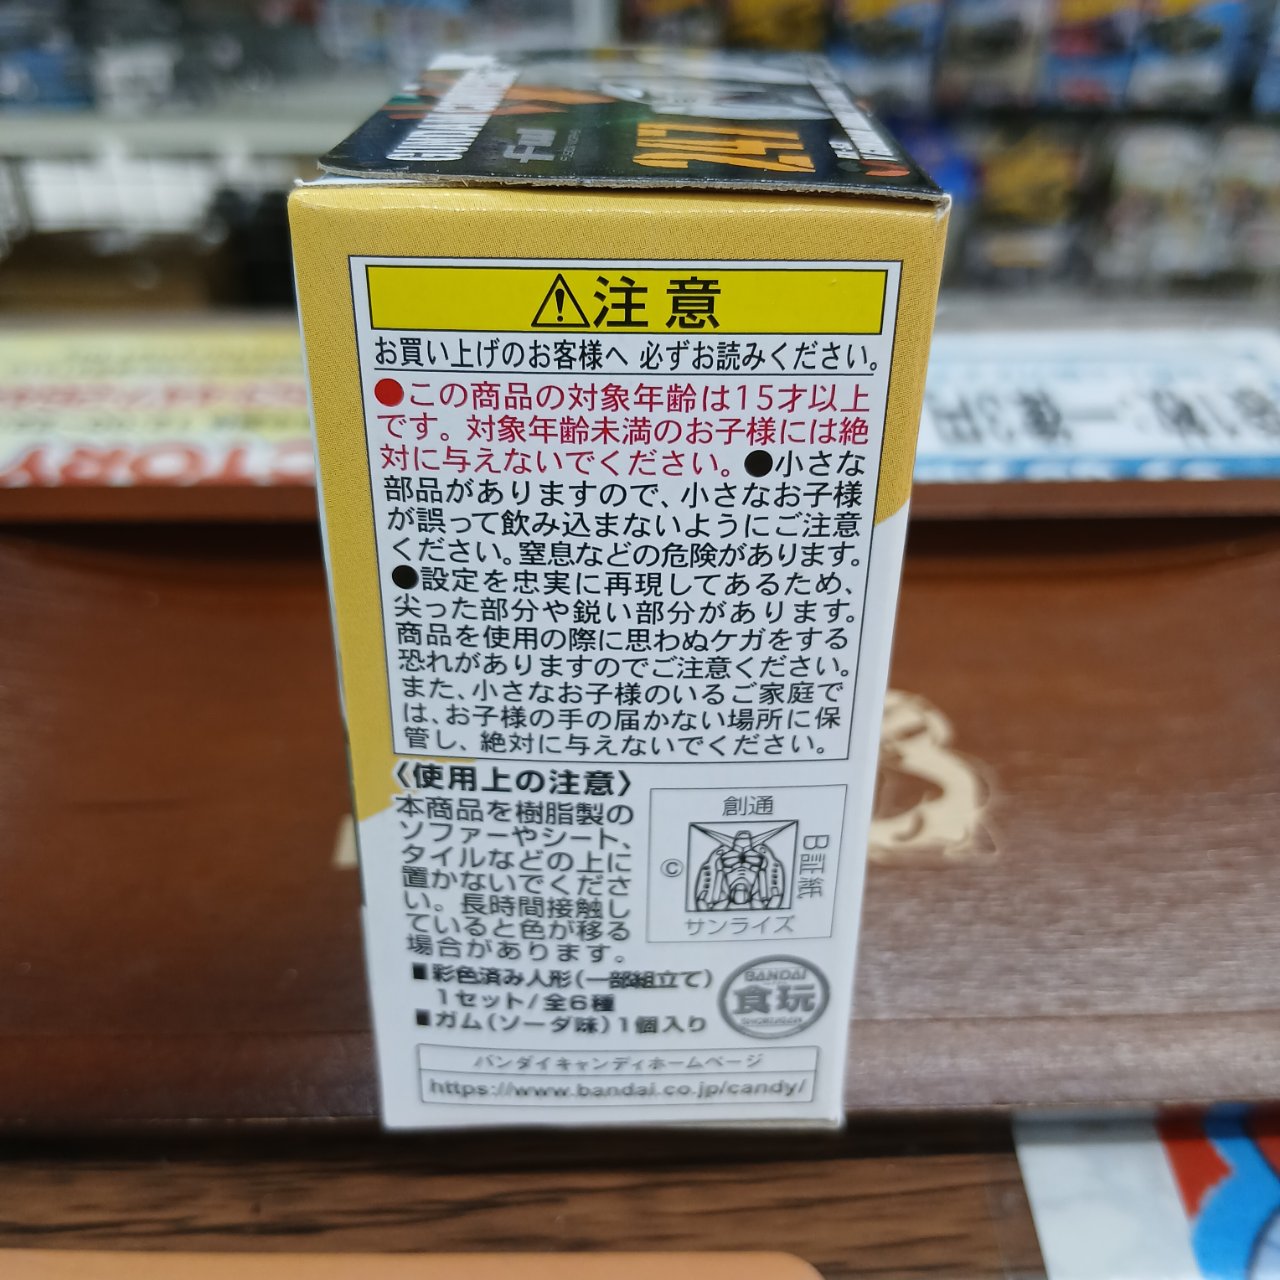 GUNDAM
注意
お買い上げのお客様へ 必ずお読みください。
●この商品の対象年齢は15才以上
です。対象年齢未満のお子様には絶
対に与えないでください。●小さな
部品がありますので、小さなお子様
が誤って飲み込まないようにご注意
ください。窒息などの危険があります。
●設定を忠実に再現してあるため、
尖った部分や鋭い部分があります。
商品を使用の際に思わぬケガをする
恐れがありますのでご注意ください。
また、小さなお子様のいるご家庭で
は、お子様の手の届かない場所に保
管し、絶対に与えないでください。
〈使用上の注意〉
本商品を樹脂製の
ソファーやシート、
タイルなどの上に
置かないでくださ
い。長時間接触し
ていると色が移る
場合があります。
創通
©
B証紙
サンライズ
■彩色済み人形(一部組立て)
1セット/全6種
■ガム(ソーダ味)1個入り
BANDAI
食玩
SHOKUGAN
バンダイキャンディホームページ
https://www.bandai.co.jp/candy/
CTORY